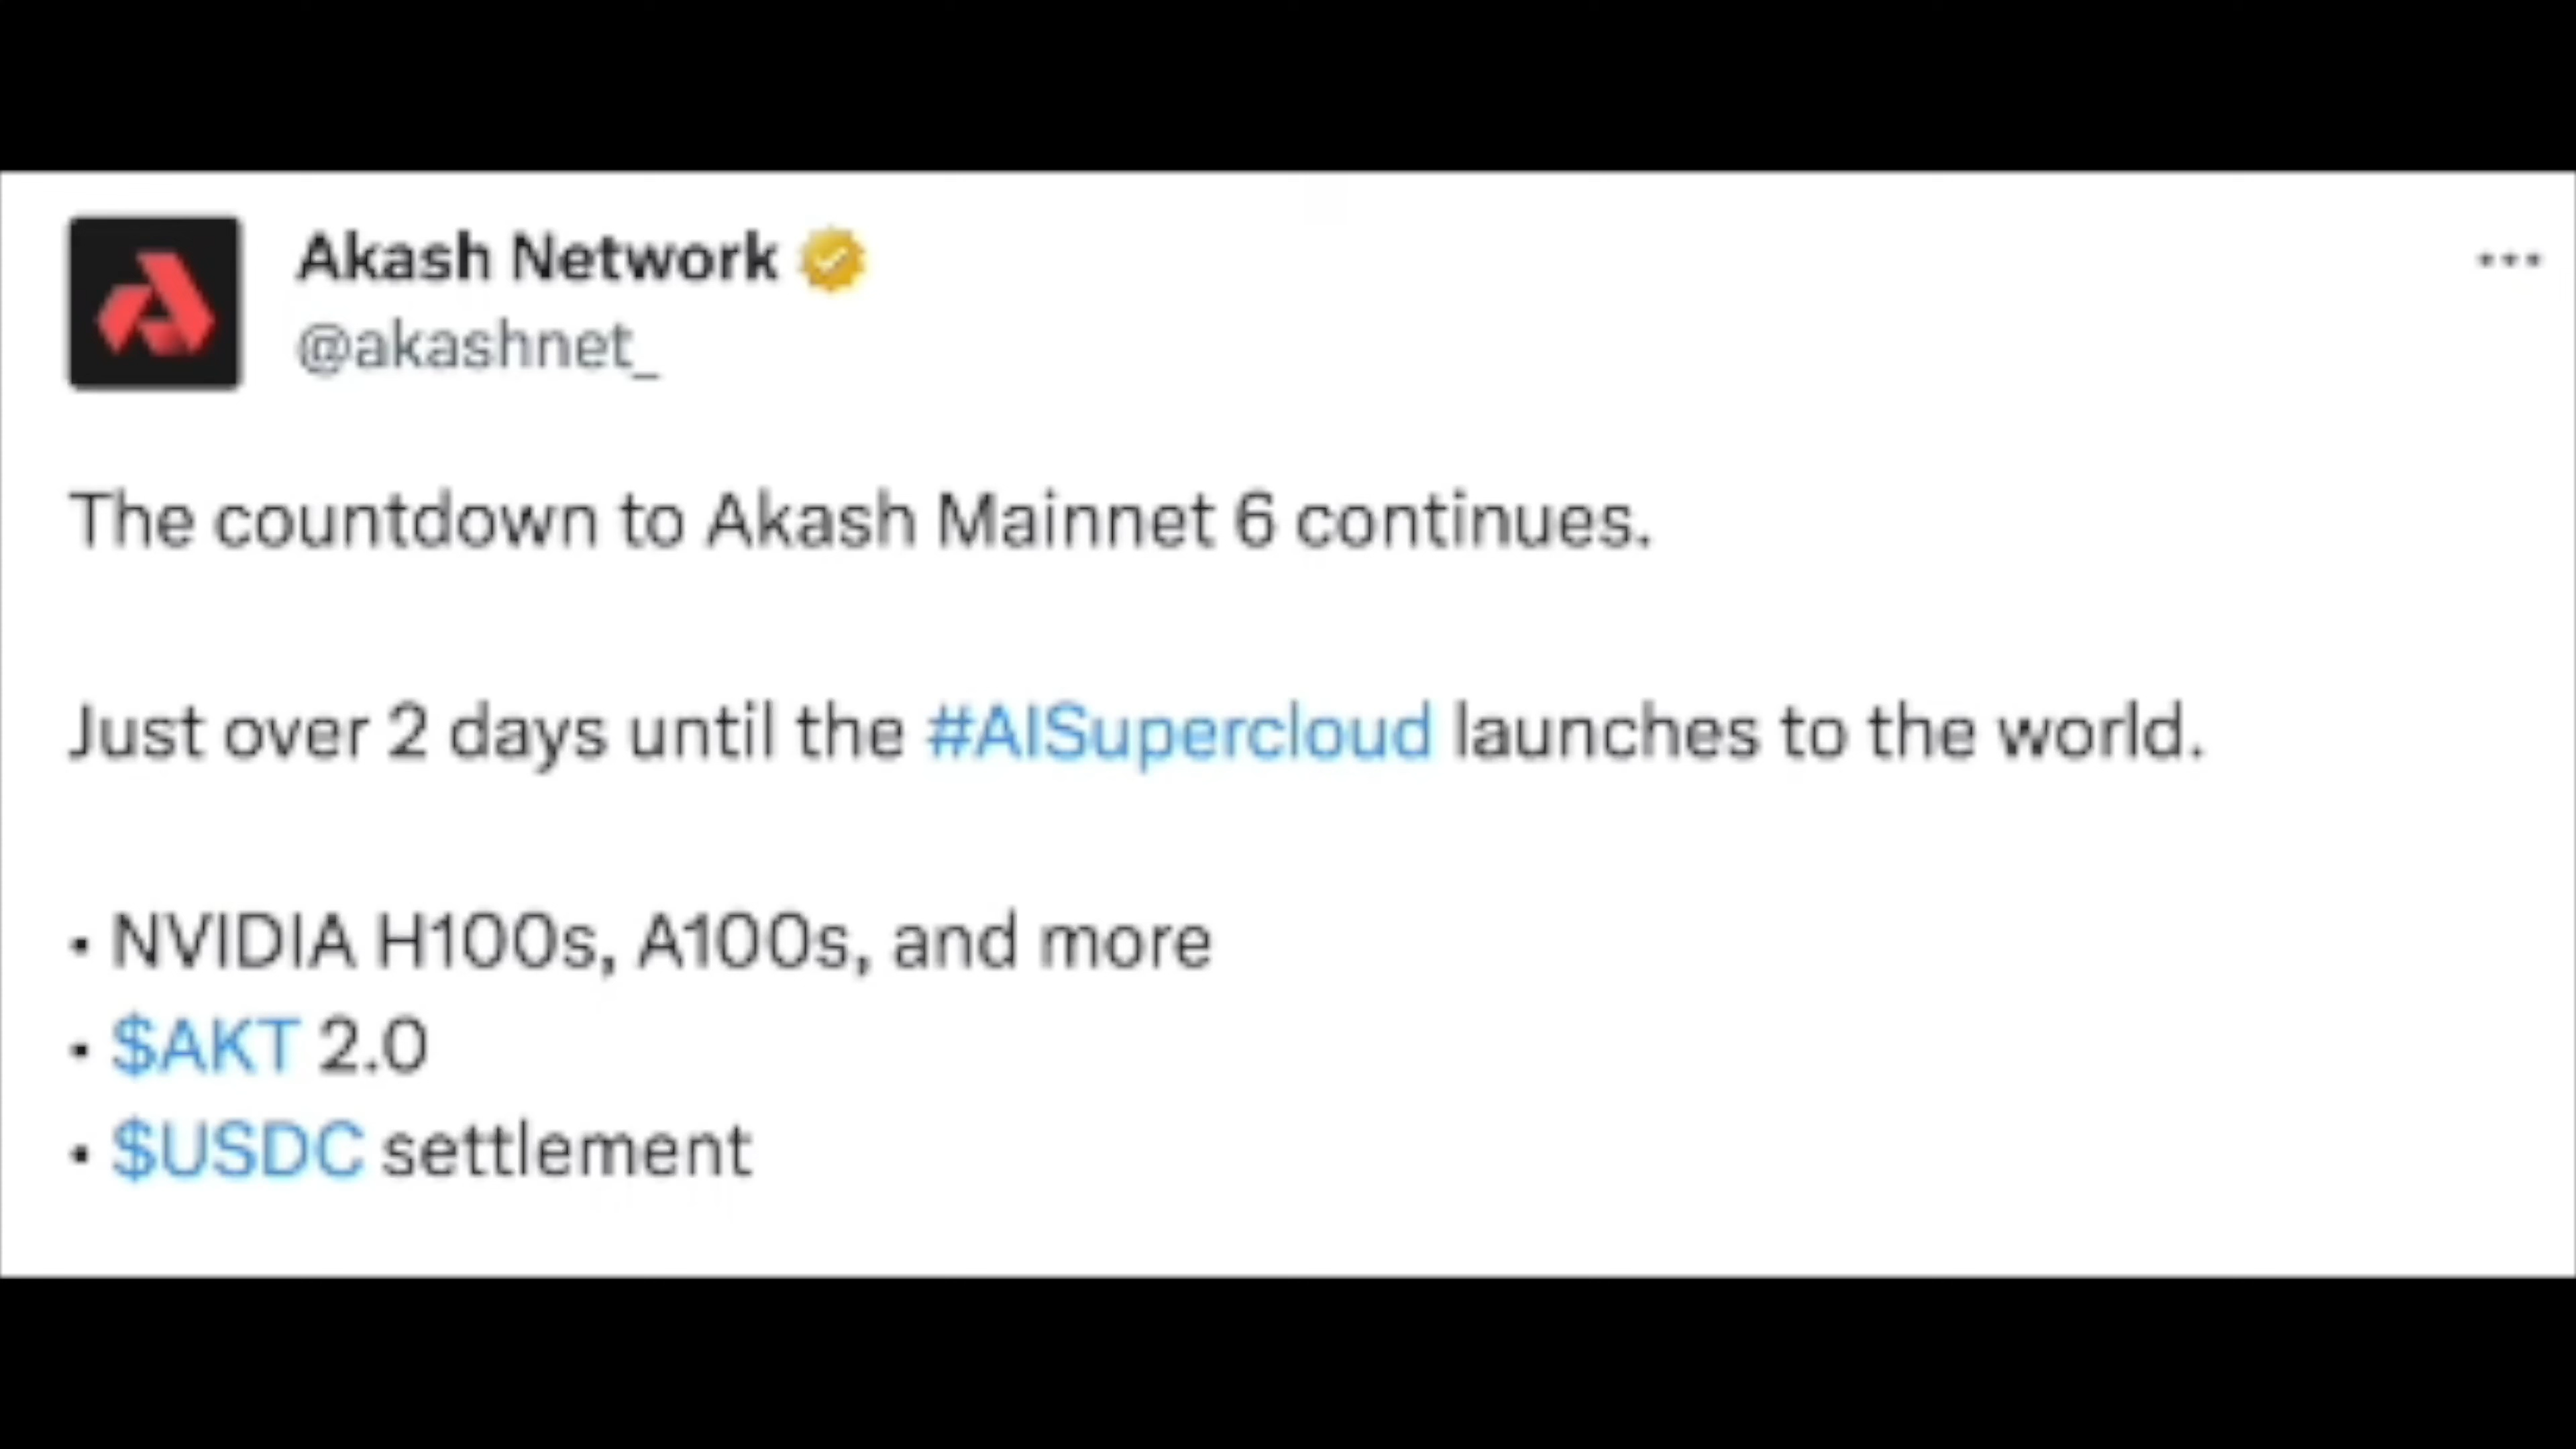 Akash Network
@akashnet_
The countdown to Akash Mainnet 6 continues.
Just over 2 days until the #AISupercloud launches to the world.
• NVIDIA H100s, A100s, and more
• $AKT 2.0
• $USDC settlement